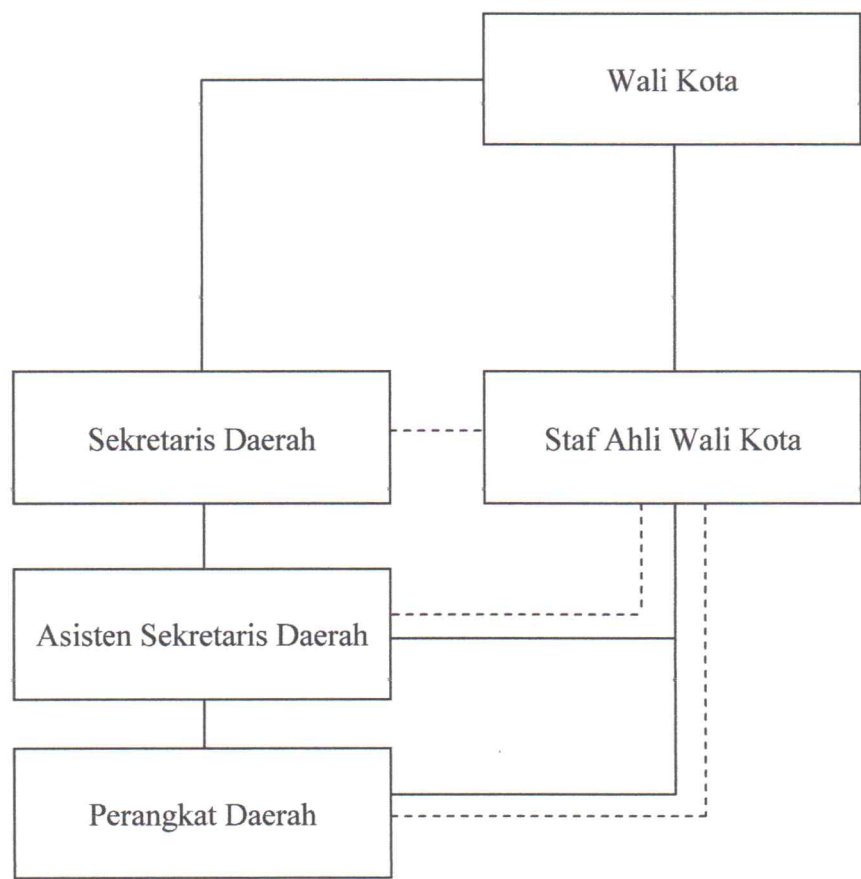 Wali Kota
Sekretaris Daerah
Staf Ahli Wali Kota
Asisten Sekretaris Daerah
Perangkat Daerah